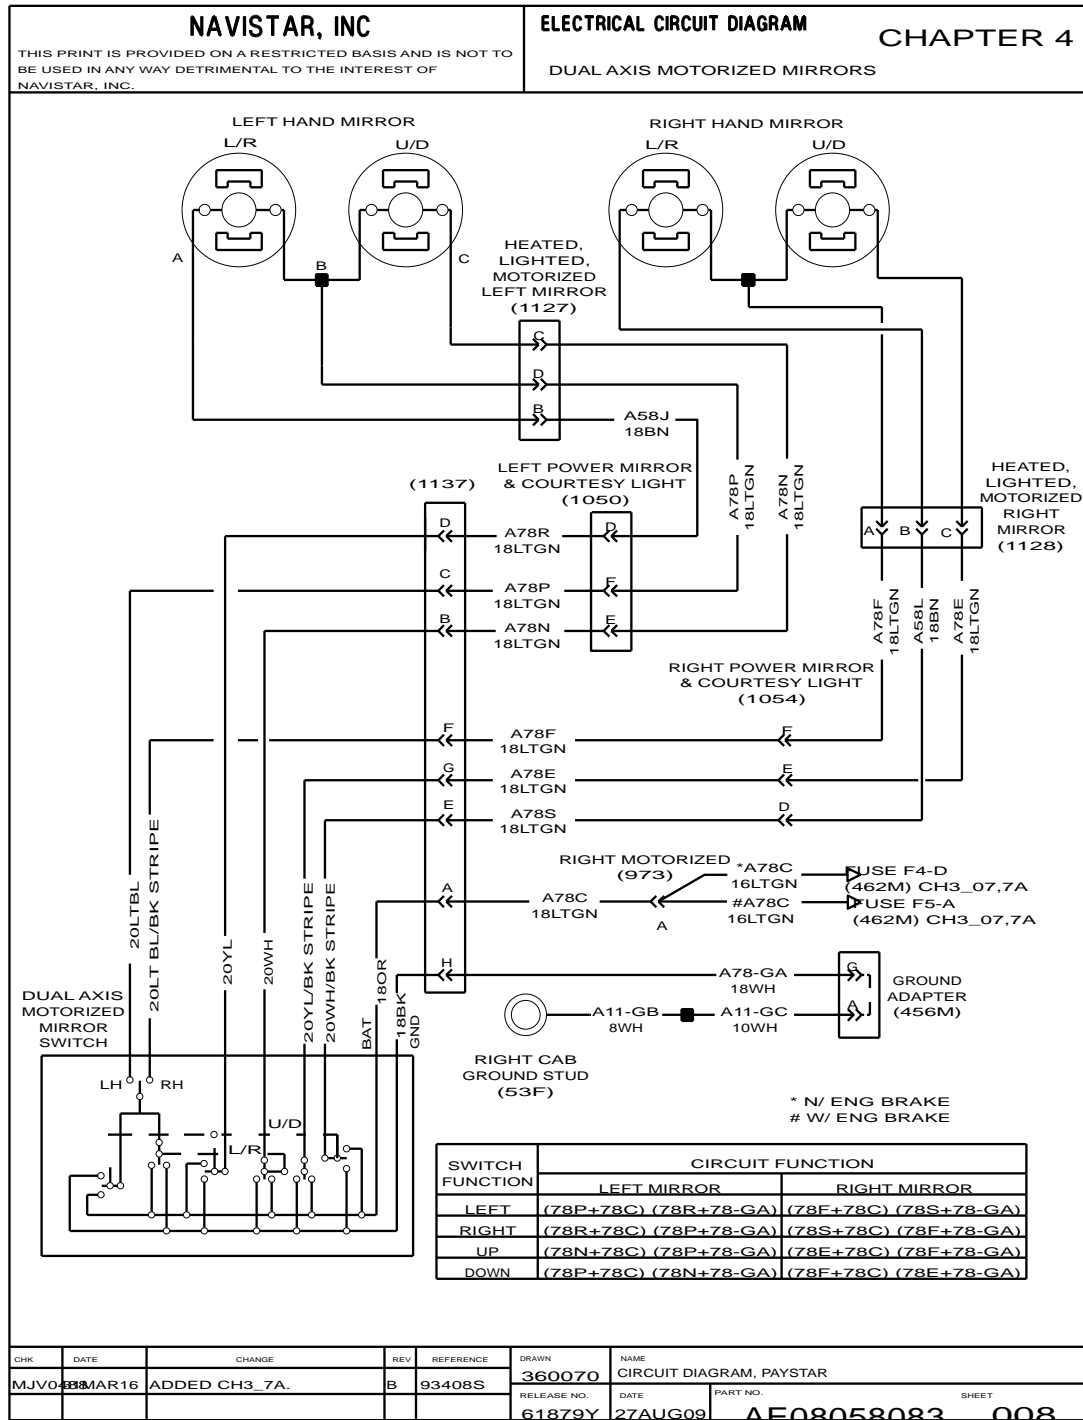 NAVISTAR, INC
THIS PRINT IS PROVIDED ON A RESTRICTED BASIS AND IS NOT TO
BE USED IN ANY WAY DETRIMENTAL TO THE INTEREST OF
NAVISTAR, INC.
ELECTRICAL CIRCUIT DIAGRAM
CHAPTER 4
DUAL AXIS MOTORIZED MIRRORS
LEFT HAND MIRROR
L/R
U/D
RIGHT HAND MIRROR
L/R
U/D
A
B
C
HEATED,
LIGHTED,
MOTORIZED
LEFT MIRROR
(1127)
C
D
B
A58J
18BN
A78P
18LTGN
A78N
18LTGN
LEFT POWER MIRROR
& COURTESY LIGHT
(1050)
(1137)
HEATED,
LIGHTED,
MOTORIZED
RIGHT
MIRROR
(1128)
A
B
C
D
A78R
18LTGN
D
C
A78P
18LTGN
F
B
A78N
18LTGN
E
A78F
18LTGN
A58L
18BN
A78E
18LTGN
RIGHT POWER MIRROR
& COURTESY LIGHT
(1054)
F
A78F
18LTGN
F
G
A78E
18LTGN
E
E
A78S
18LTGN
D
RIGHT MOTORIZED
(973)
A
A78C
18LTGN
A
*A78C
16LTGN
#A78C
16LTGN
FUSE F4-D
(462M) CH3_07,7A
FUSE F5-A
(462M) CH3_07,7A
H
A78-GA
18WH
G
A
GROUND
ADAPTER
(456M)
A11-GB
8WH
A11-GC
10WH
RIGHT CAB
GROUND STUD
(53F)
20LTBL
20LT BL/BK STRIPE
20YL
20WH
20YL/BK STRIPE
20WH/BK STRIPE
BAT
18OR
18BK
GND
DUAL AXIS
MOTORIZED
MIRROR
SWITCH
LH
RH
U/D
L/R
* N/ ENG BRAKE
# W/ ENG BRAKE
SWITCH FUNCTION CIRCUIT FUNCTION
LEFT MIRROR RIGHT MIRROR
LEFT (78P+78C) (78R+78-GA) (78F+78C) (78S+78-GA)
RIGHT (78R+78C) (78P+78-GA) (78S+78C) (78F+78-GA)
UP (78N+78C) (78P+78-GA) (78E+78C) (78F+78-GA)
DOWN (78P+78C) (78N+78-GA) (78F+78C) (78E+78-GA)
CHK DATE CHANGE REV REFERENCE
ADDED CH3_7A. B 93408S
DRAWN
360070
NAME
CIRCUIT DIAGRAM, PAYSTAR
RELEASE NO.
61879Y
DATE
27AUG09
PART NO.
AE08058083
SHEET
008